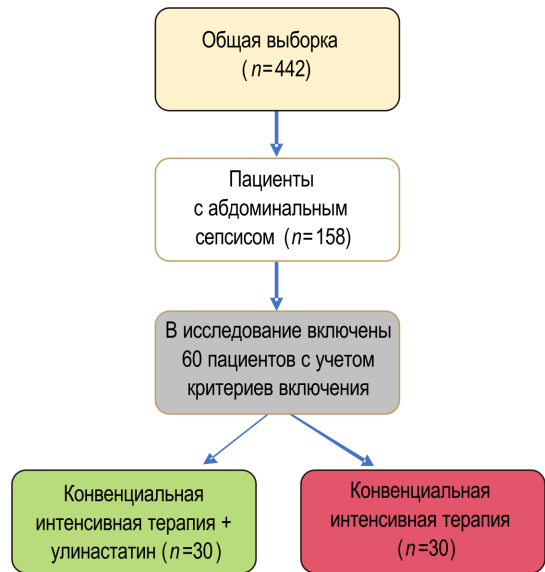 Общая выборка
(n=442)
Пациенты
с абдоминальным
сепсисом (n=158)
В исследование включены
60 пациентов с учетом
критериев включения
Конвенциальная
интенсивная терапия +
улинастатин (n=30)
Конвенциальная
интенсивная терапия
(n=30)